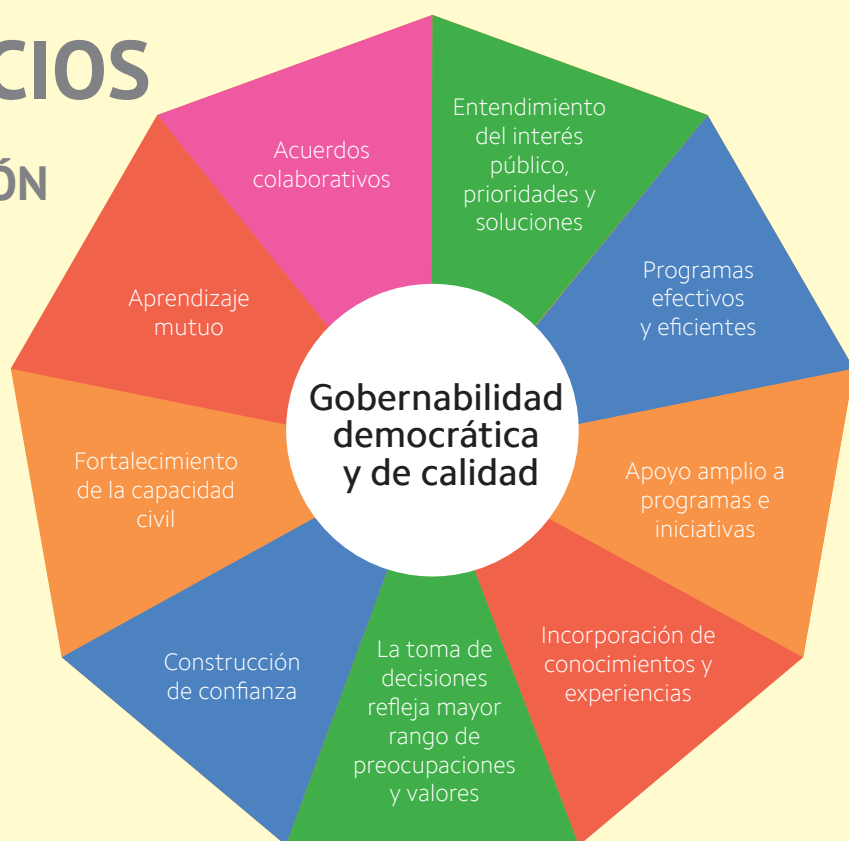 CIOS
ÓN
Acuerdos
colaborativos
Entendimiento
del interés
público,
prioridades y
soluciones
Programas
efectivos
y eficientes
Apoyo amplio a
programas e
iniciativas
Incorporación de
conocimientos y
experiencias
La toma de
decisiones
refleja mayor
rango de
preocupaciones
y valores
Construcción
de confianza
Fortalecimiento
de la capacidad
civil
Aprendizaje
mutuo
Gobernabilidad
democrática
y de calidad